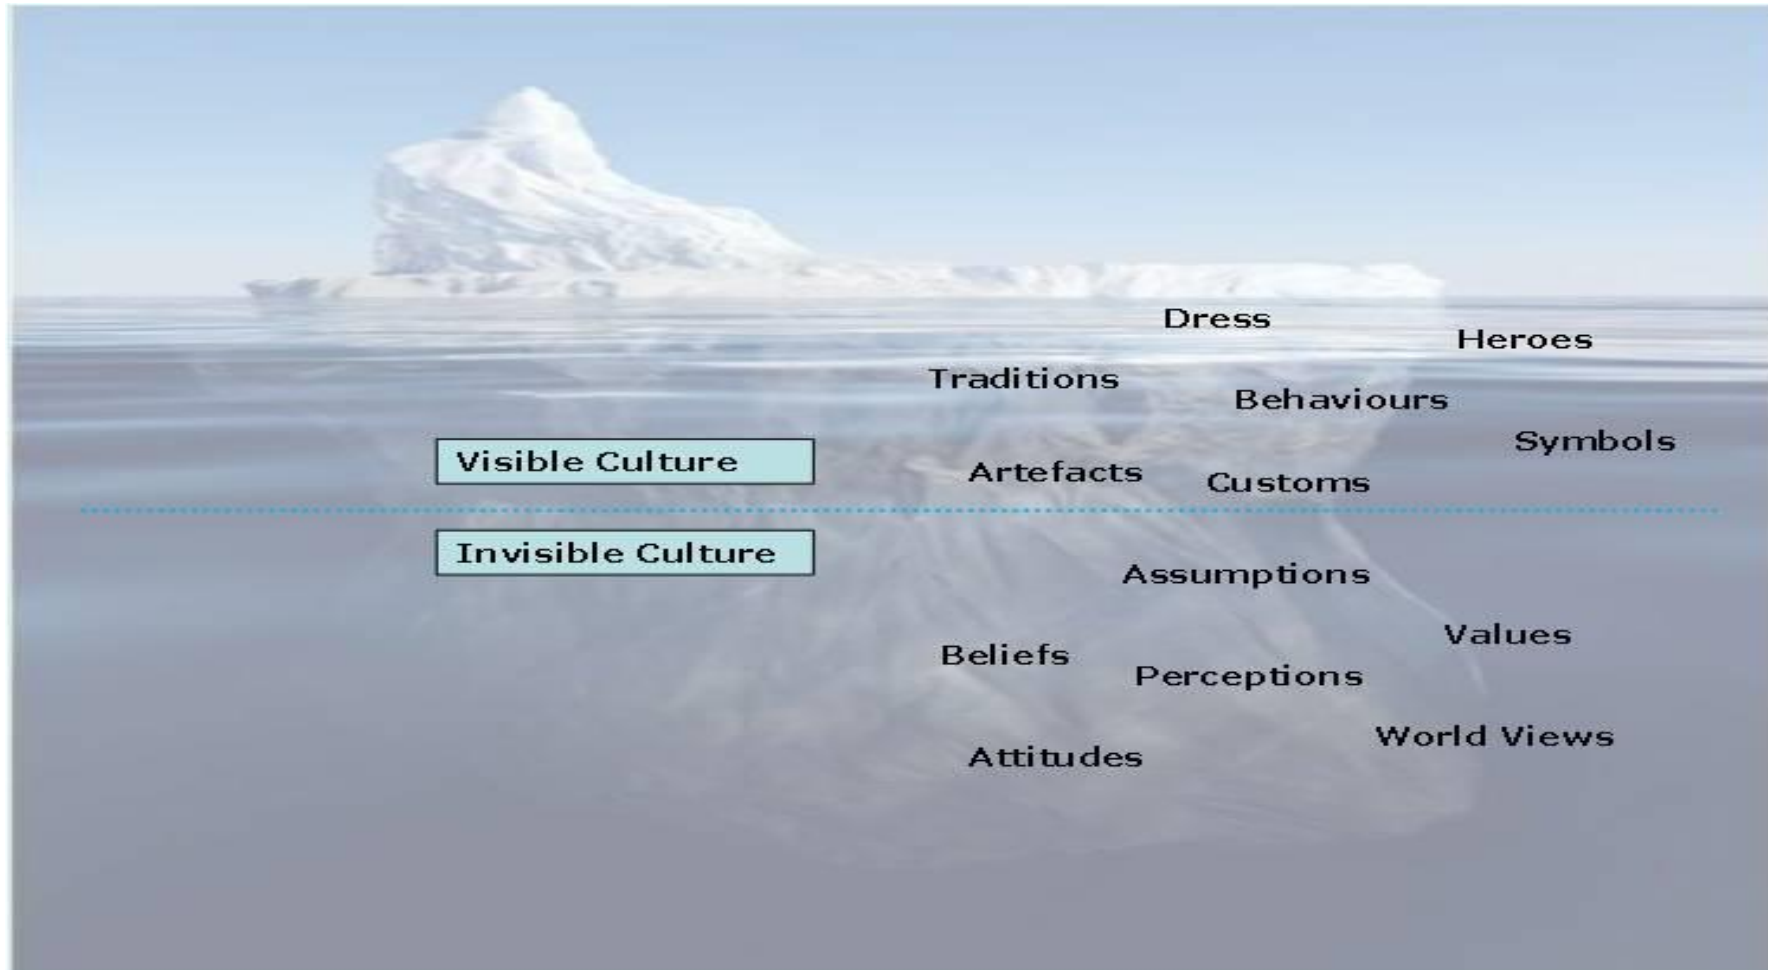 Dress
Heroes
Traditions
Behaviours
Symbols
Visible Culture
Artefacts
Customs
Invisible Culture
Assumptions
Values
Beliefs
Perceptions
World Views
Attitudes